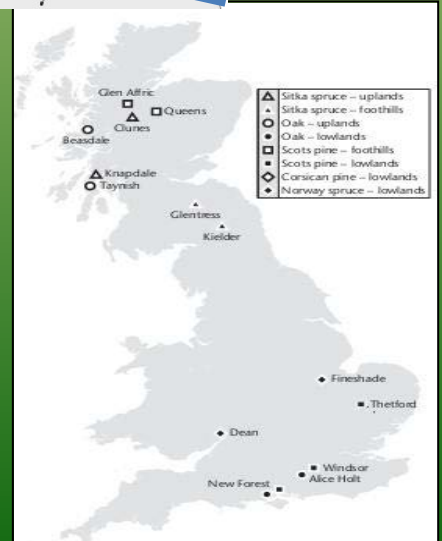 Glen Affric
Queens
Clunes
Beasdale
Knapdale
Taynish
Glentress
Kielder
Fineshade
Thetford
Dean
Windsor
Alice Holt
New Forest
Sitka spruce – uplands
Sitka spruce – foothills
Oak – uplands
Oak – lowlands
Scots pine – foothills
Scots pine – lowlands
Corsican pine – lowlands
Norway spruce – lowlands